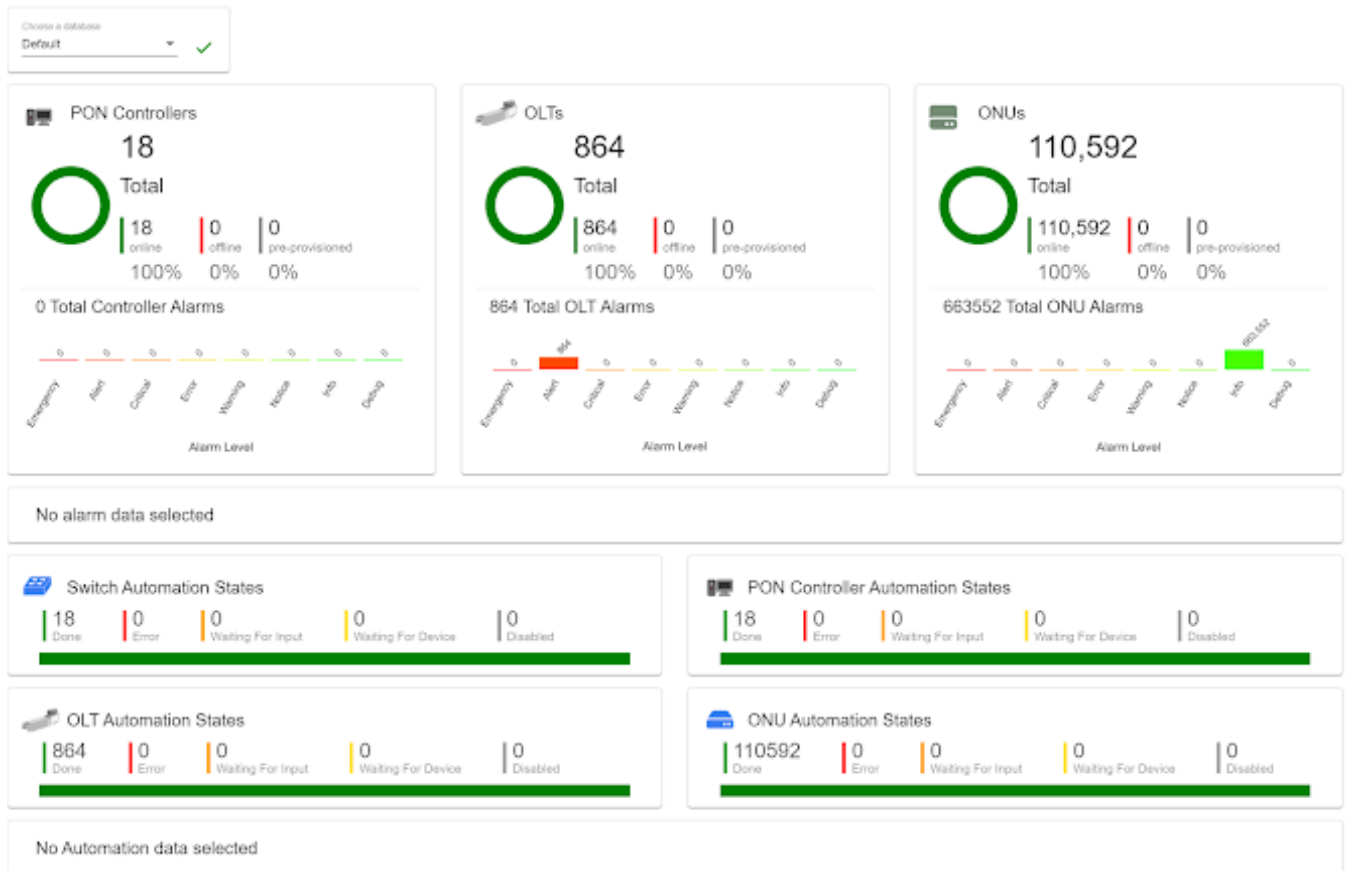 Choose a database
Default
PON Controllers
18
Total
18 0 0
online offline pre-provisioned
100% 0% 0%
0 Total Controller Alarms
0 0 0 0 0 0 0 0
Emergency Alert Critical Error Warning Notice Info Debug
Alarm Level
OLTs
864
Total
864 0 0
online offline pre-provisioned
100% 0% 0%
864 Total OLT Alarms
0 864 0 0 0 0 0 0
Emergency Alert Critical Error Warning Notice Info Debug
Alarm Level
ONUs
110,592
Total
110,592 0 0
online offline pre-provisioned
100% 0% 0%
663552 Total ONU Alarms
0 0 0 0 0 0 663,552 0
Emergency Alert Critical Error Warning Notice Info Debug
Alarm Level
No alarm data selected
Switch Automation States
18 0 0 0 0
Done Error Waiting For Input Waiting For Device Disabled
PON Controller Automation States
18 0 0 0 0
Done Error Waiting For Input Waiting For Device Disabled
OLT Automation States
864 0 0 0 0
Done Error Waiting For Input Waiting For Device Disabled
ONU Automation States
110592 0 0 0 0
Done Error Waiting For Input Waiting For Device Disabled
No Automation data selected